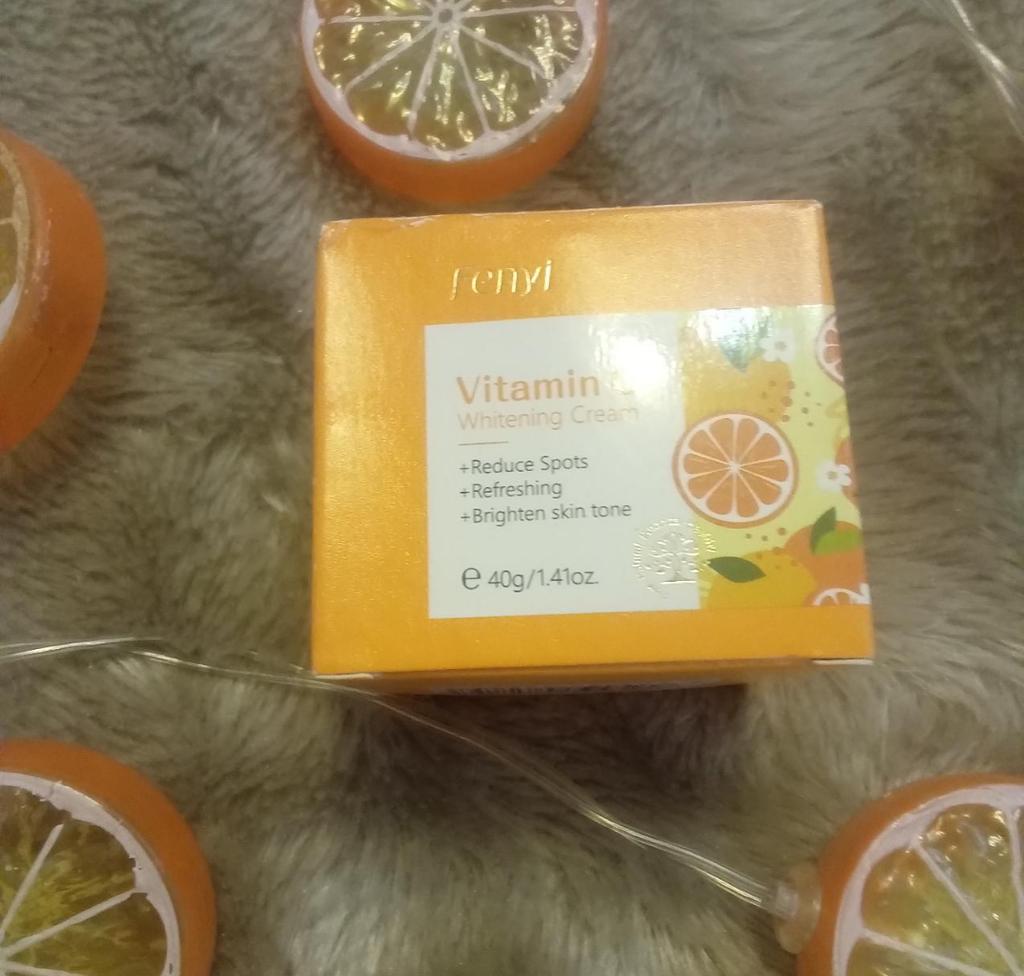 Fenyi
Vitamin
Whitening Cream
+Reduce Spots
+Refreshing
+Brighten skin tone
e 40g/1.41oz.